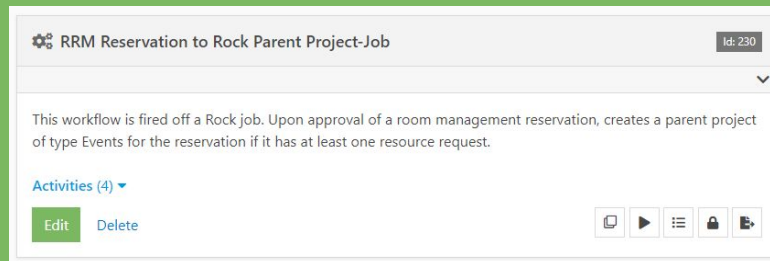 RRM Reservation to Rock Parent Project-Job
Id: 230
This workflow is fired off a Rock job. Upon approval of a room management reservation, creates a parent project
of type Events for the reservation if it has at least one resource request.
Activities (4)
Edit Delete